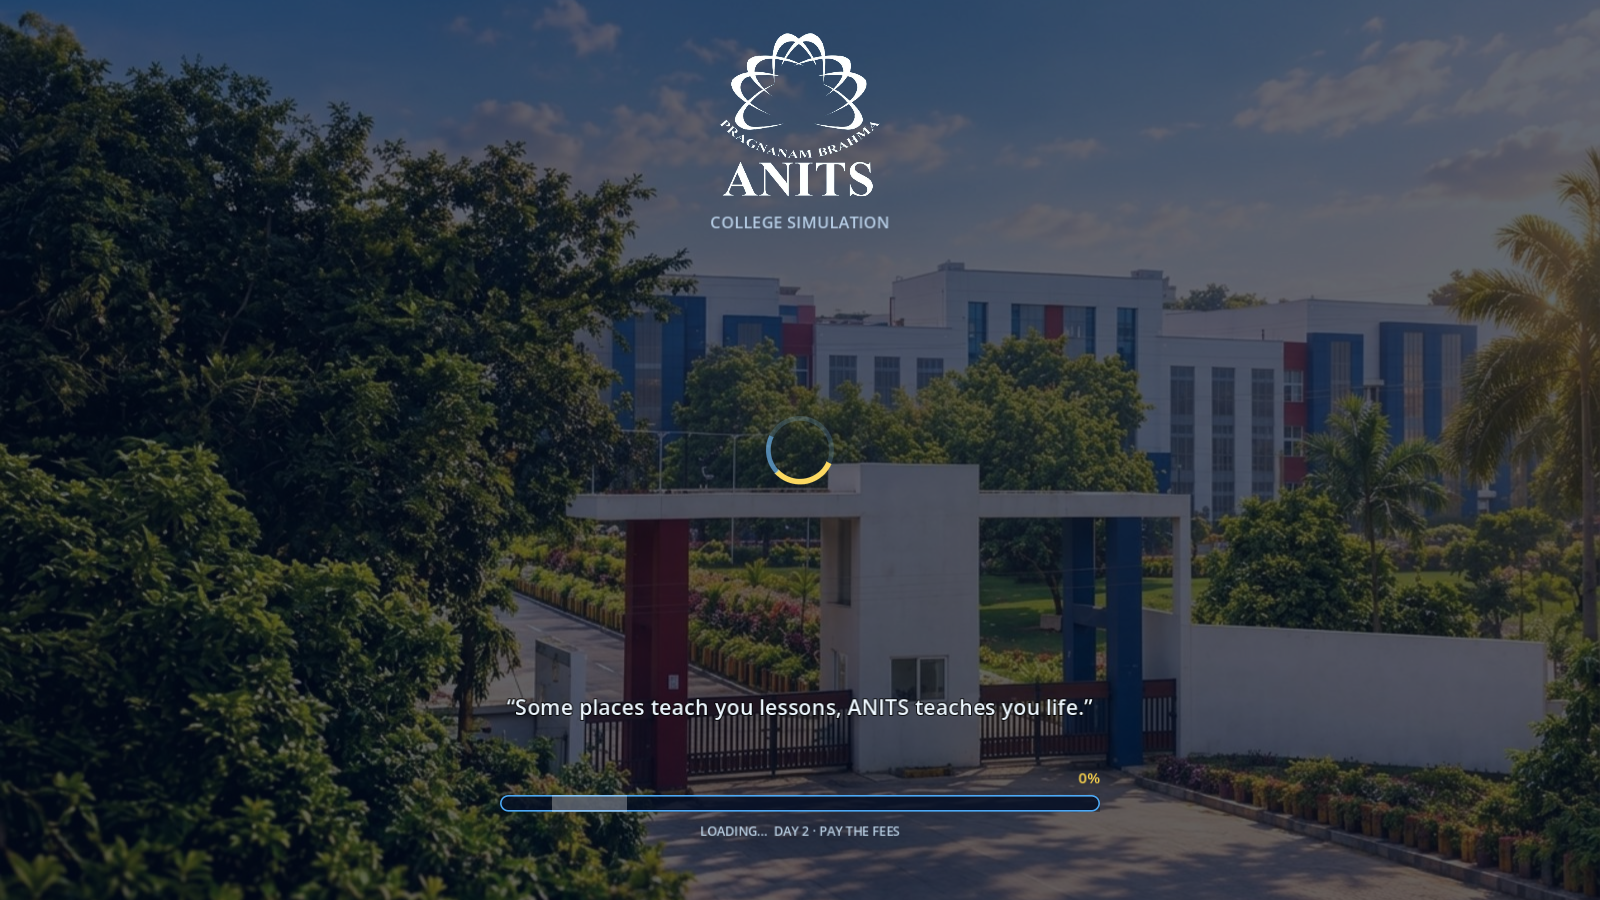 PRAGNANAM BRAHMA
ANITS
COLLEGE SIMULATION
“Some places teach you lessons, ANITS teaches you life.”
0%
LOADING... DAY 2 · PAY THE FEES